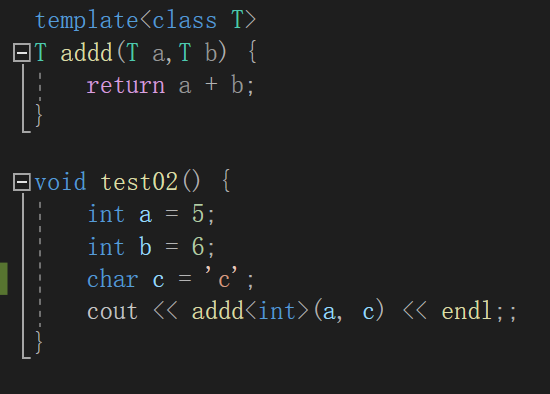 template<class T>
T addd(T a,T b) {
    return a + b;
}

void test02() {
    int a = 5;
    int b = 6;
    char c = 'c';
    cout << addd<int>(a, c) << endl;;
}